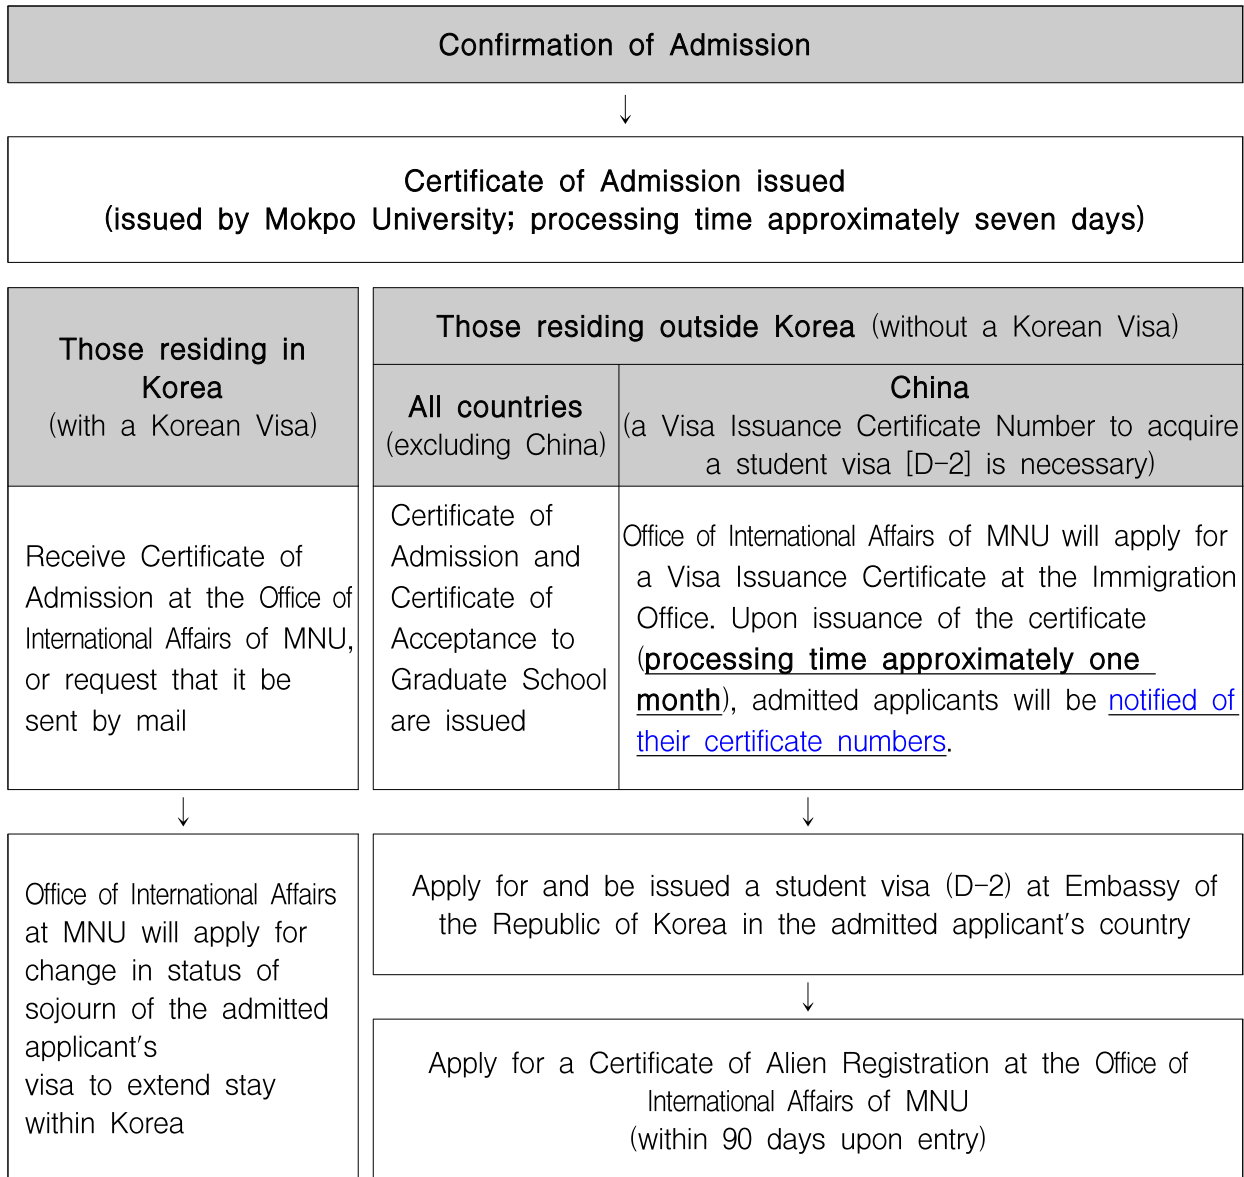 Confirmation of Admission
↓
Certificate of Admission issued
(issued by Mokpo University; processing time approximately seven days)
Those residing in
Korea
(with a Korean Visa)
Those residing outside Korea (without a Korean Visa)
All countries
(excluding China)
China
(a Visa Issuance Certificate Number to acquire
a student visa [D-2] is necessary)
Receive Certificate of
Admission at the Office of
International Affairs of MNU,
or request that it be
sent by mail
Certificate of
Admission and
Certificate of
Acceptance to
Graduate School
are issued
Office of International Affairs of MNU will apply for
a Visa Issuance Certificate at the Immigration
Office. Upon issuance of the certificate
(processing time approximately one
month), admitted applicants will be notified of
their certificate numbers.
↓
↓
Office of International Affairs
at MNU will apply for
change in status of
sojourn of the admitted
applicant's
visa to extend stay
within Korea
Apply for and be issued a student visa (D-2) at Embassy of
the Republic of Korea in the admitted applicant's country
↓
Apply for a Certificate of Alien Registration at the Office of
International Affairs of MNU
(within 90 days upon entry)